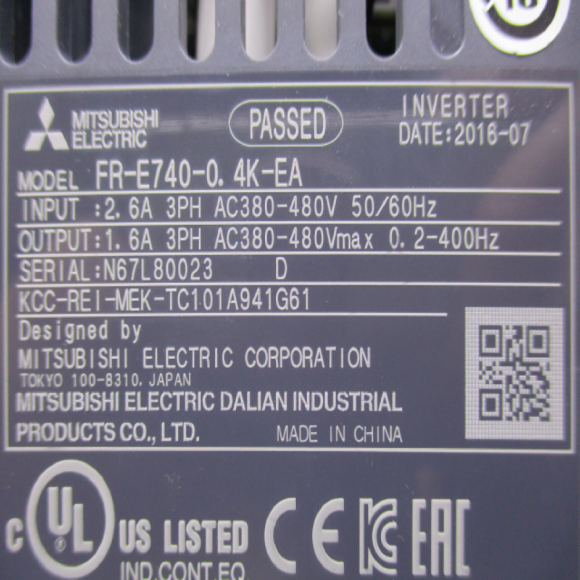 MITSUBISHI
ELECTRIC
PASSED
INVERTER
DATE:2016-07
MODEL FR-E740-0.4K-EA
INPUT :2.6A 3PH AC380-480V 50/60Hz
OUTPUT:1.6A 3PH AC380-480Vmax 0.2-400Hz
SERIAL:N67L80023 D
KCC-REI-MEK-TC101A941G61
Designed by
MITSUBISHI ELECTRIC CORPORATION
TOKYO 100-8310, JAPAN
MITSUBISHI ELECTRIC DALIAN INDUSTRIAL
PRODUCTS CO., LTD. MADE IN CHINA
C UL US LISTED CE KC EAC
IND.CONT.EQ.